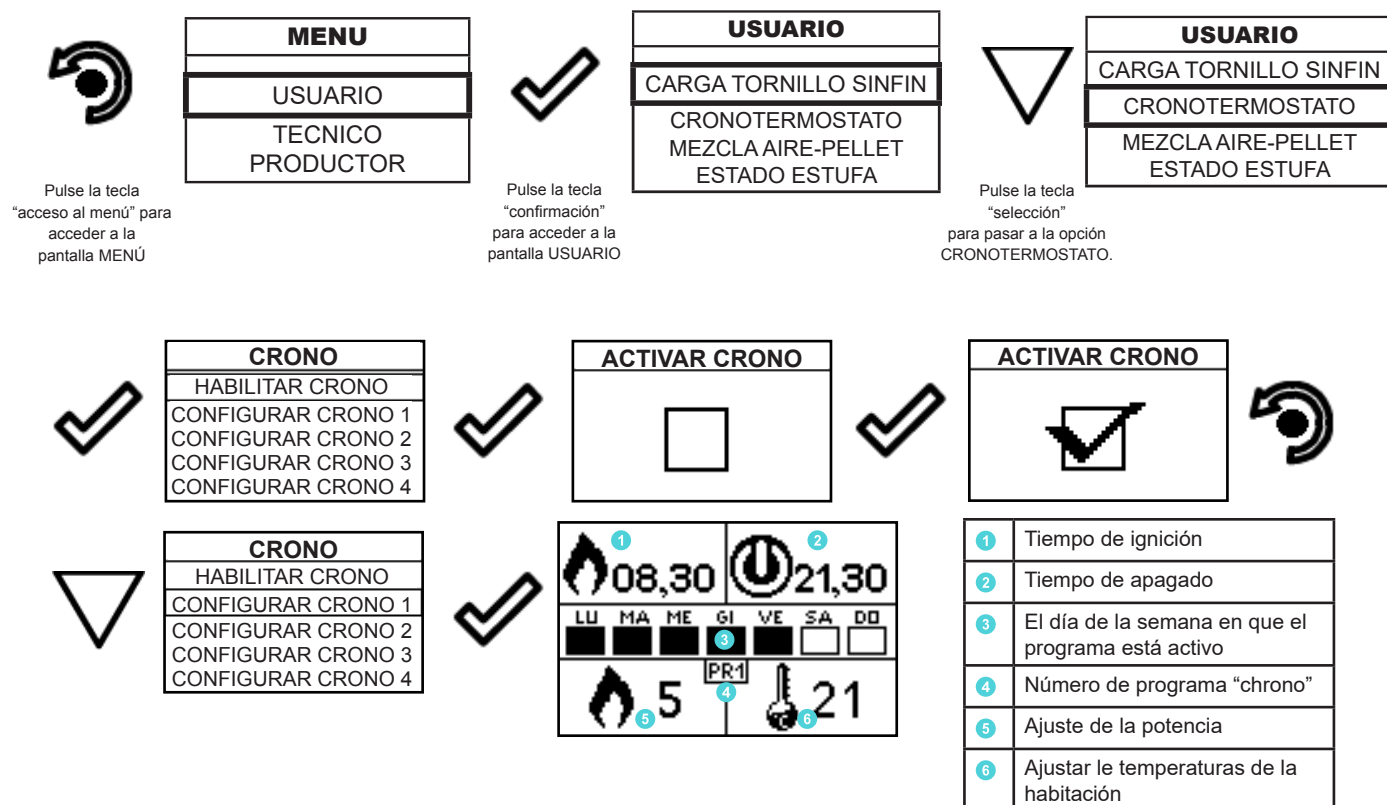 MENU
USUARIO
TECNICO
PRODUCTOR
Pulse la tecla
“acceso al menú” para
acceder a la
pantalla MENÚ
USUARIO
CARGA TORNILLO SINFIN
CRONOTERMOSTATO
MEZCLA AIRE-PELLET
ESTADO ESTUFA
Pulse la tecla
“confirmación”
para acceder a la
pantalla USUARIO
USUARIO
CARGA TORNILLO SINFIN
CRONOTERMOSTATO
MEZCLA AIRE-PELLET
ESTADO ESTUFA
Pulse la tecla
“selección”
para pasar a la opción
CRONOTERMOSTATO.
CRONO
HABILITAR CRONO
CONFIGURAR CRONO 1
CONFIGURAR CRONO 2
CONFIGURAR CRONO 3
CONFIGURAR CRONO 4
ACTIVAR CRONO
ACTIVAR CRONO
CRONO
HABILITAR CRONO
CONFIGURAR CRONO 1
CONFIGURAR CRONO 2
CONFIGURAR CRONO 3
CONFIGURAR CRONO 4
1 2
08,30 21,30
LU MA ME GI VE SA DO
3
PR1
4
5 5 6 21
1 Tiempo de ignición
2 Tiempo de apagado
3 El día de la semana en que el
programa está activo
4 Número de programa “chrono”
5 Ajuste de la potencia
6 Ajustar le temperaturas de la
habitación